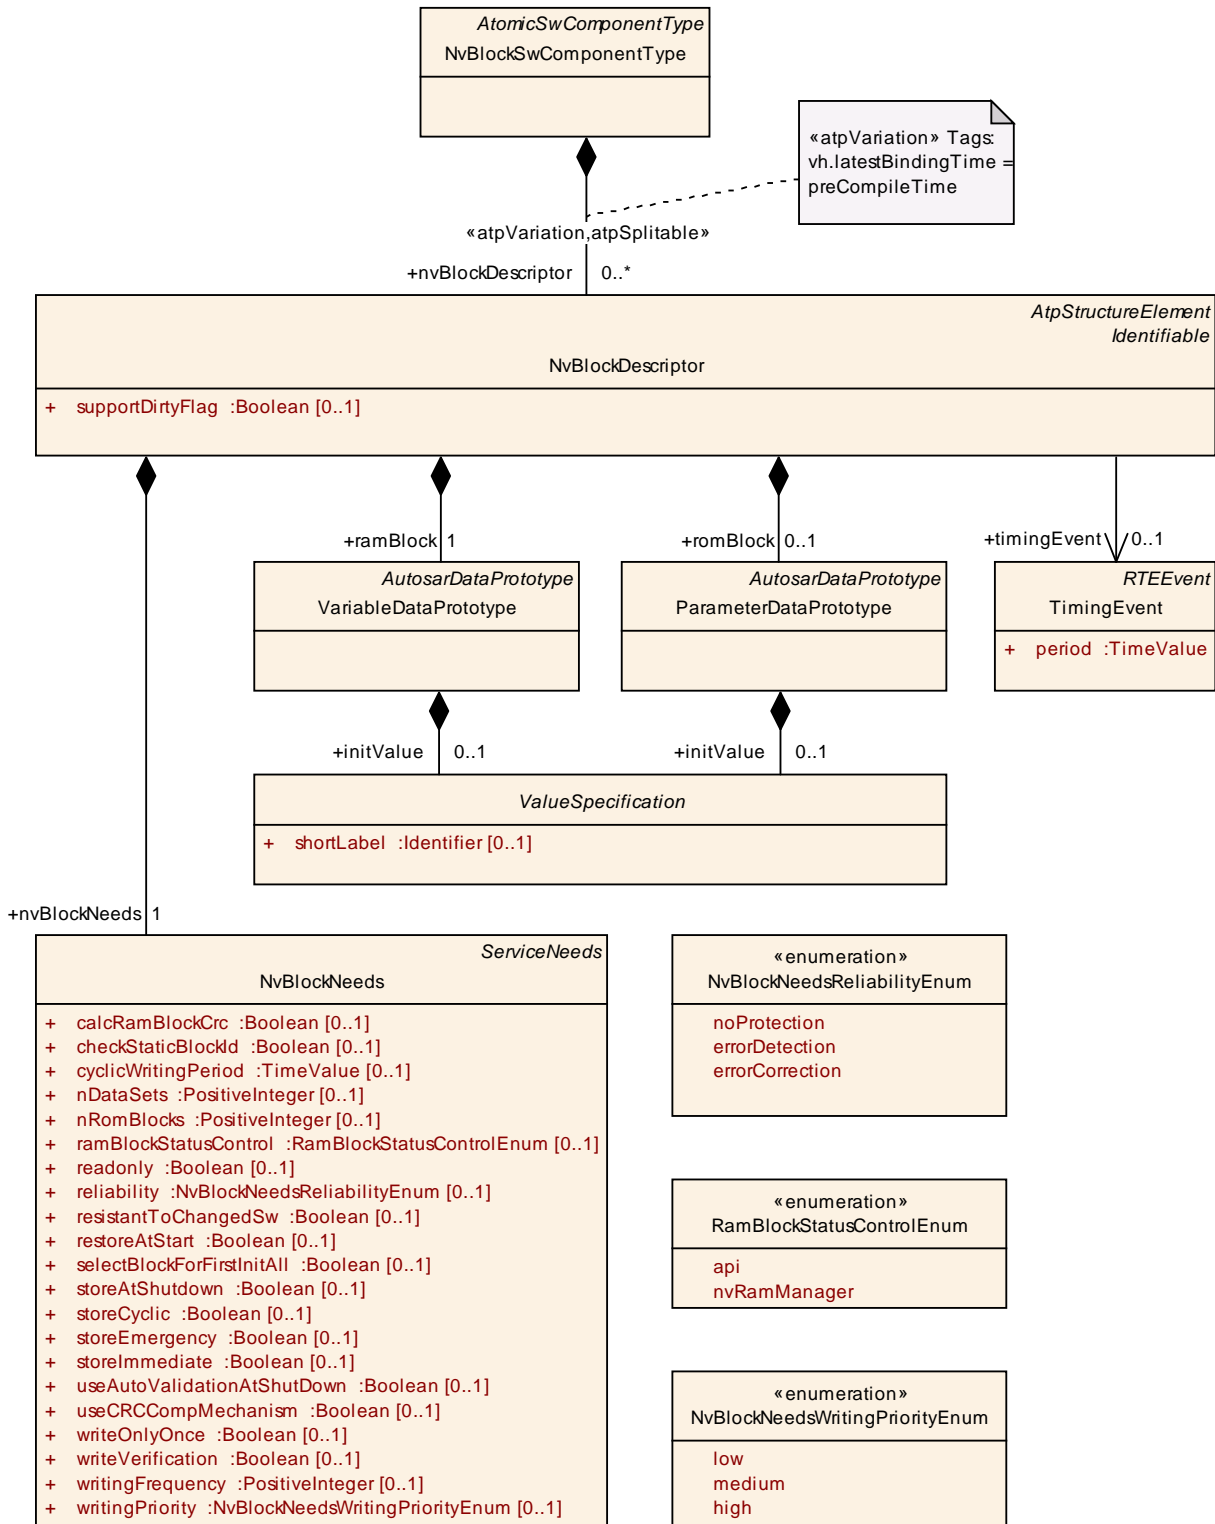 AtomicSwComponentType
NvBlockSwComponentType
«atpVariation» Tags:
vh.latestBindingTime =
preCompileTime
«atpVariation,atpSplitable»
+nvBlockDescriptor 0..*
AtpStructureElement
Identifiable
NvBlockDescriptor
+ supportDirtyFlag :Boolean [0..1]
+ramBlock 1
+romBlock 0..1
+timingEvent 0..1
AutosarDataPrototype
VariableDataPrototype
AutosarDataPrototype
ParameterDataPrototype
RTEEvent
TimingEvent
+ period :TimeValue
+initValue 0..1
+initValue 0..1
ValueSpecification
+ shortLabel :Identifier [0..1]
+nvBlockNeeds 1
ServiceNeeds
NvBlockNeeds
+ calcRamBlockCrc :Boolean [0..1]
+ checkStaticBlockId :Boolean [0..1]
+ cyclicWritingPeriod :TimeValue [0..1]
+ nDataSets :PositiveInteger [0..1]
+ nRomBlocks :PositiveInteger [0..1]
+ ramBlockStatusControl :RamBlockStatusControlEnum [0..1]
+ readonly :Boolean [0..1]
+ reliability :NvBlockNeedsReliabilityEnum [0..1]
+ resistantToChangedSw :Boolean [0..1]
+ restoreAtStart :Boolean [0..1]
+ selectBlockForFirstInitAll :Boolean [0..1]
+ storeAtShutdown :Boolean [0..1]
+ storeCyclic :Boolean [0..1]
+ storeEmergency :Boolean [0..1]
+ storeImmediate :Boolean [0..1]
+ useAutoValidationAtShutDown :Boolean [0..1]
+ useCRCCompMechanism :Boolean [0..1]
+ writeOnlyOnce :Boolean [0..1]
+ writeVerification :Boolean [0..1]
+ writingFrequency :PositiveInteger [0..1]
+ writingPriority :NvBlockNeedsWritingPriorityEnum [0..1]
«enumeration»
NvBlockNeedsReliabilityEnum
noProtection
errorDetection
errorCorrection
«enumeration»
RamBlockStatusControlEnum
api
nvRamManager
«enumeration»
NvBlockNeedsWritingPriorityEnum
low
medium
high